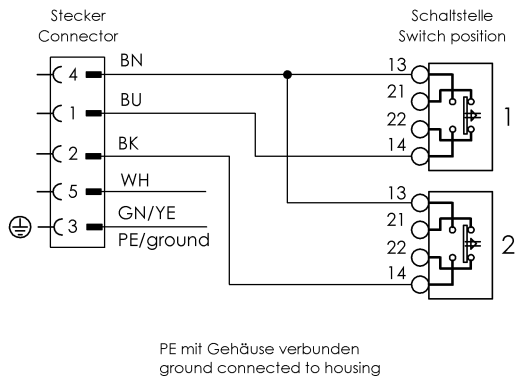 Stecker
Connector
Schaltstelle
Switch position
4
BN
1
BU
2
BK
5
WH
3
GN/YE
PE/ground
13
21
22
14
1
13
21
22
14
2
PE mit Gehäuse verbunden
ground connected to housing